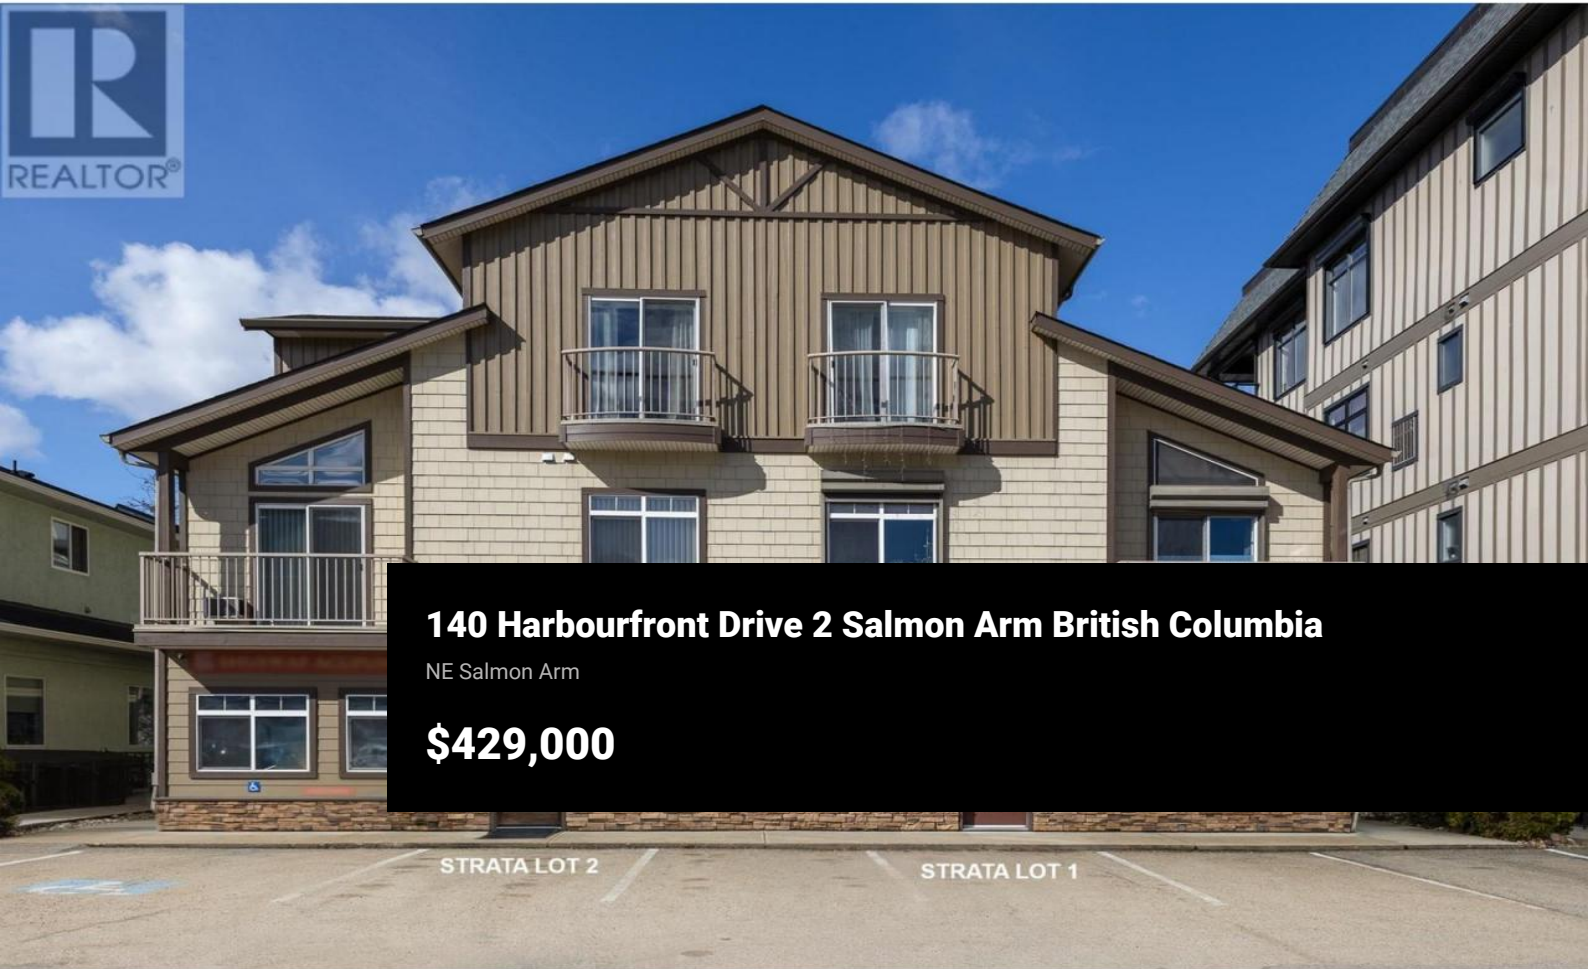 REALTOR®
140 Harbourfront Drive 2 Salmon Arm British Columbia
NE Salmon Arm
$429,000
STRATA LOT 2
STRATA LOT 1